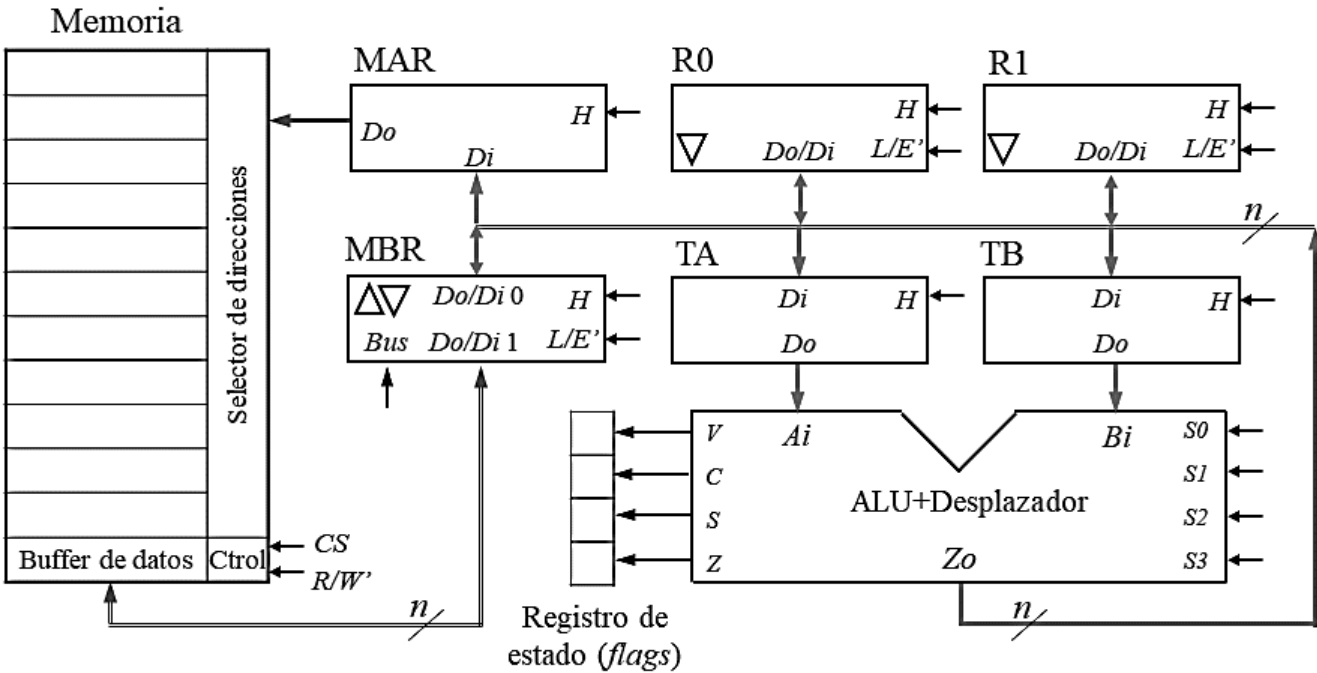 Memoria
MAR
R0
R1
Do
Di
H
Do/Di
H
L/E’
Do/Di
H
L/E’
Selector de direcciones
n
MBR
TA
TB
Do/Di 0
H
Bus
Do/Di 1
L/E’
Di
H
Do
Di
H
Do
V
Ai
Bi
S0
C
S1
ALU+Desplazador
S
S2
Z
Zo
S3
Buffer de datos
Ctrol
CS
R/W’
n
n
Registro de
estado (flags)